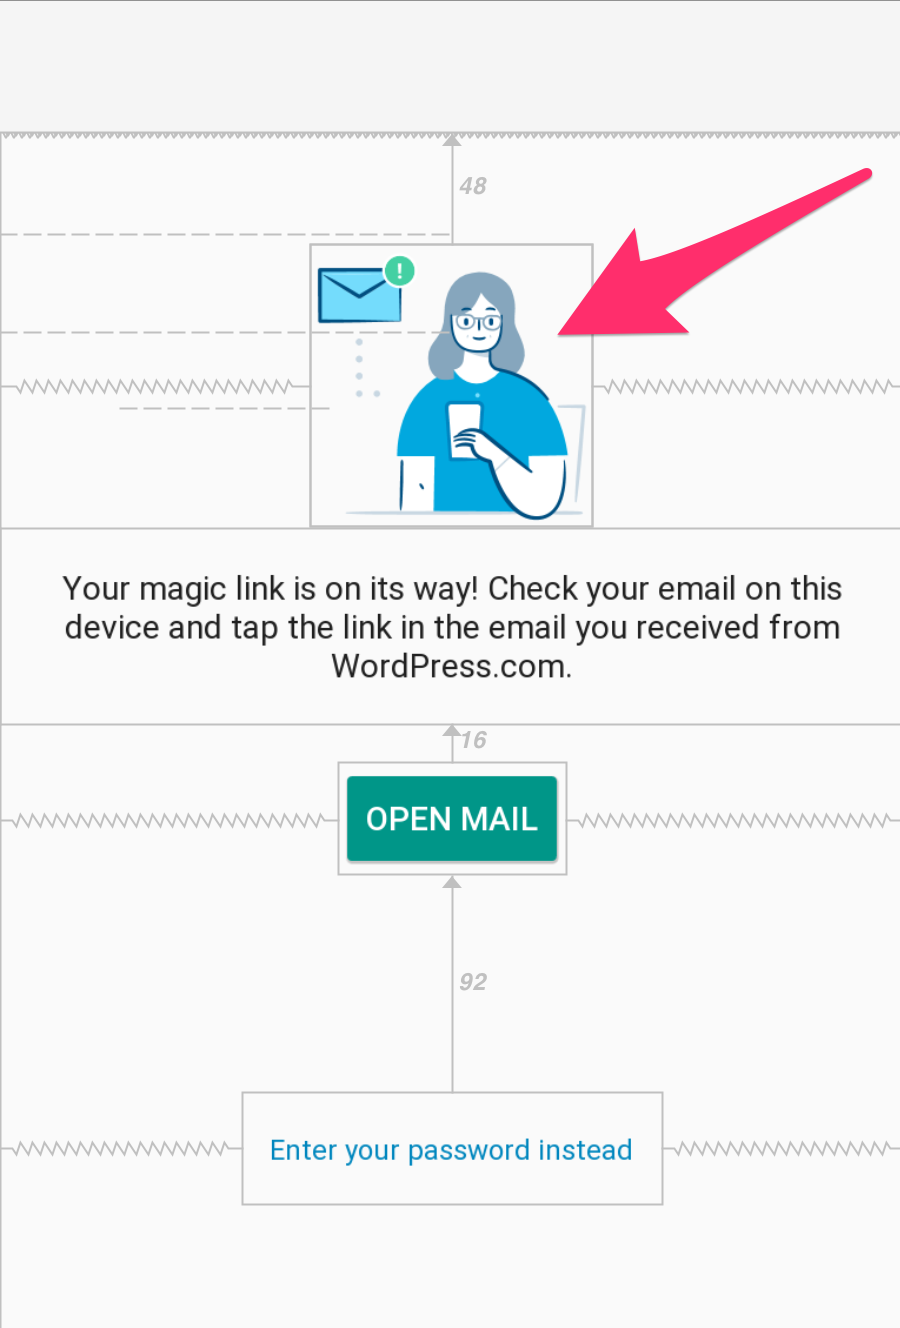 48
!
Your magic link is on its way! Check your email on this
device and tap the link in the email you received from
WordPress.com.
16
OPEN MAIL
92
Enter your password instead